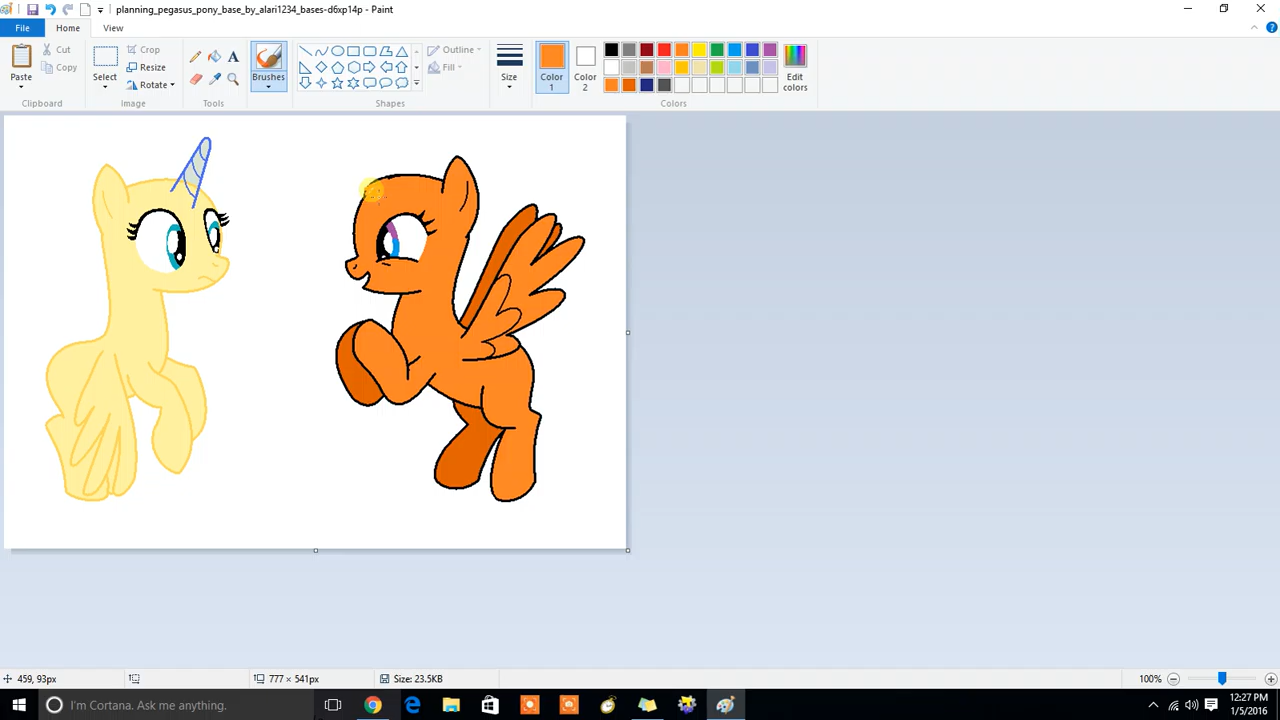 planning_pegasus_pony_base_by_alari1234_bases-d6xp14p - Paint
File Home View
Paste
Cut
Copy
Clipboard
Select
Crop
Resize
Rotate
Image
A
Tools
Brushes
Outline
Fill
Shapes
Size
Color
1
Color
2
Edit
colors
Colors
459, 93px
777 × 541px
Size: 23.5KB
100%
I'm Cortana. Ask me anything.
12:27 PM
1/5/2016